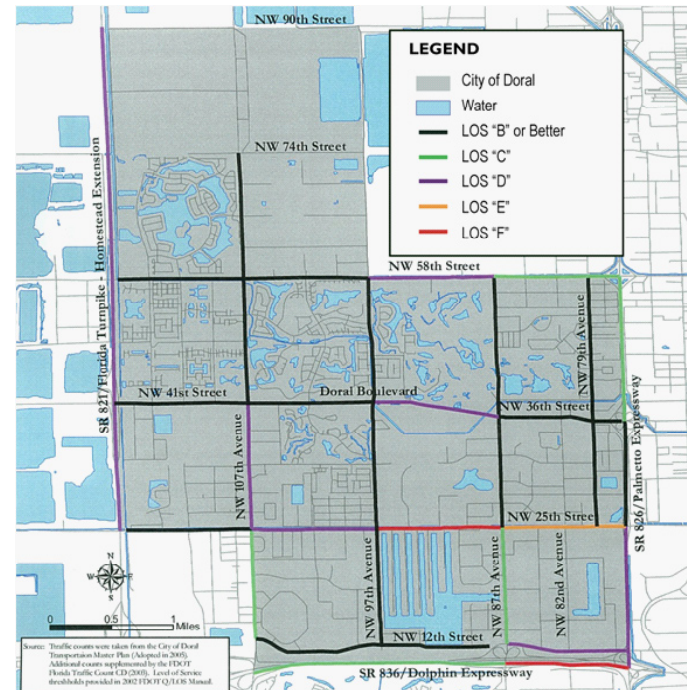 NW 90th Street
LEGEND
City of Doral
Water
LOS "B" or Better
LOS "C"
LOS "D"
LOS "E"
LOS "F"
NW 74th Street
SR 821/Florida Turnpike - Homestead Extension
NW 58th Street
NW 79th Avenue
NW 41st Street
Doral Boulevard
NW 36th Street
SR 826/Palmetto Expressway
NW 107th Avenue
NW 25th Street
NW 97th Avenue
NW 87th Avenue
NW 82nd Avenue
N
W E
S
0 .5 1
Miles
NW 12th Street
SR 836/Dolphin Expressway
Source: Traffic counts were taken from the City of Doral
Transportation Master Plan (Adopted in 2005).
Additional counts supplemented by the FDOT
Florida Traffic Count CD (2005). Level of Service
thresholds provided in 2002 FDOT Q/LOS Manual.